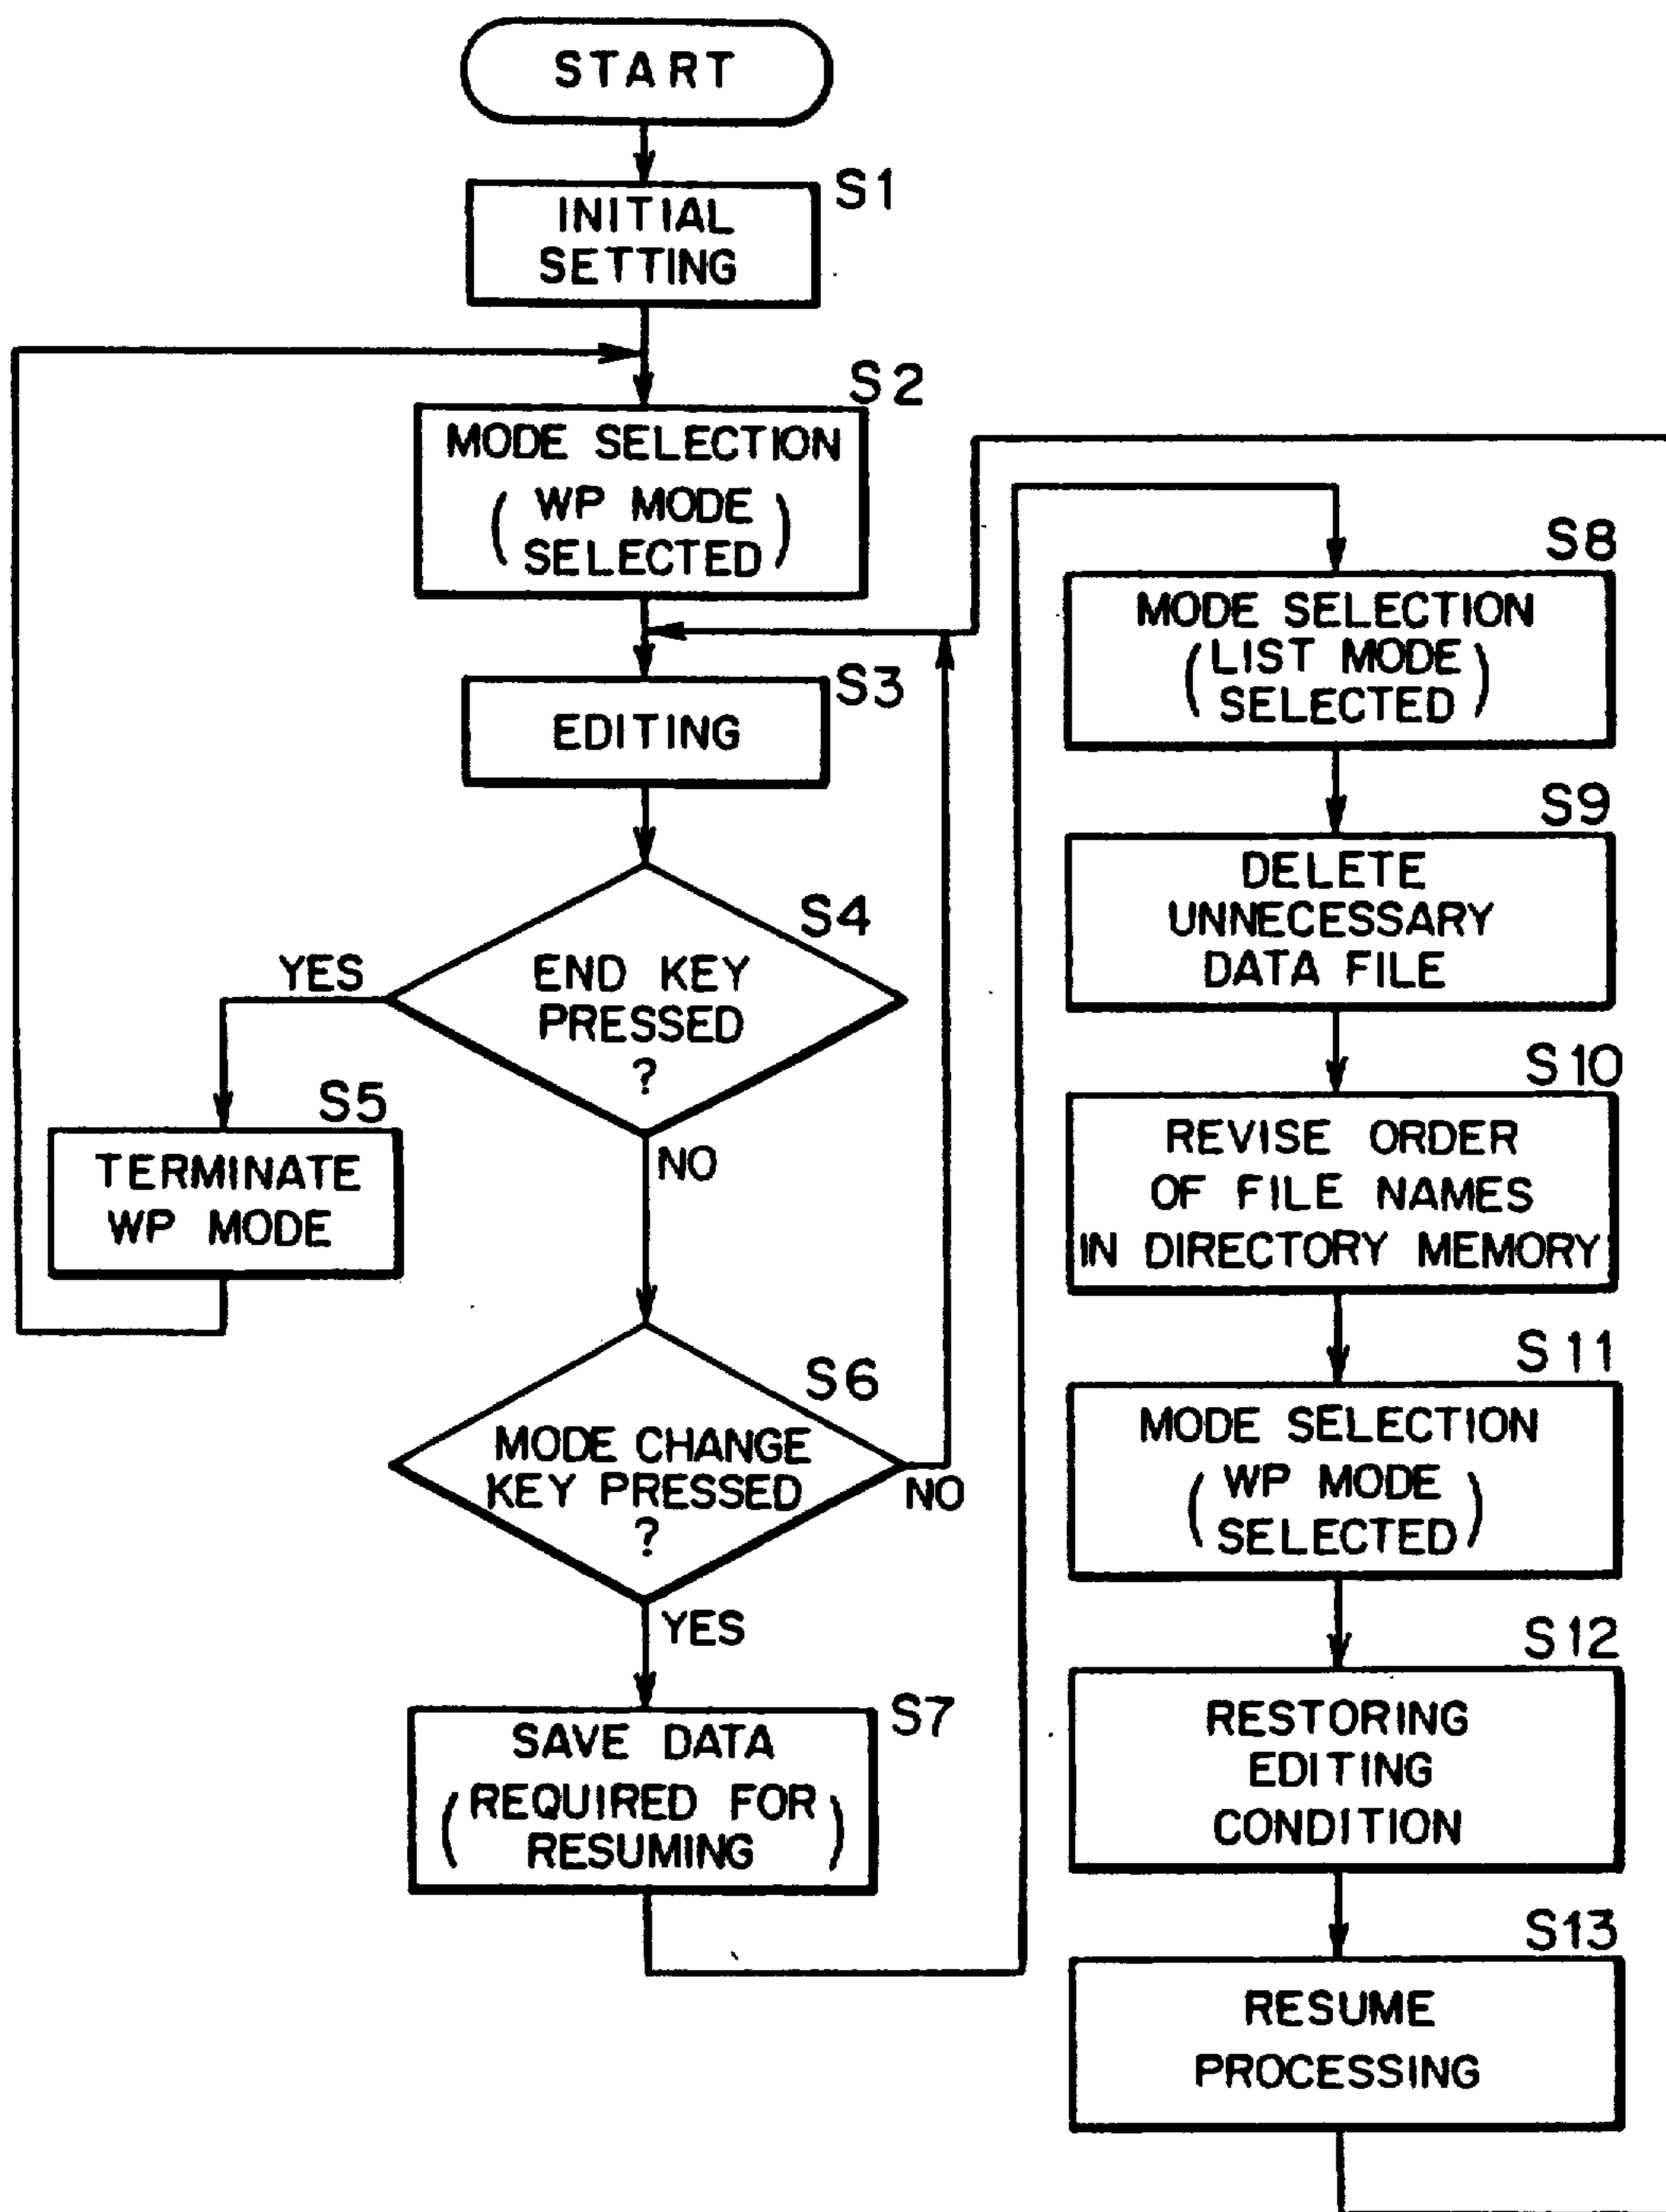 START
S1
INITIAL
SETTING
S2
MODE SELECTION
( WP MODE
SELECTED )
S3
EDITING
S4
END KEY
PRESSED
?
YES
NO
S5
TERMINATE
WP MODE
S6
MODE CHANGE
KEY PRESSED
?
NO
YES
S7
SAVE DATA
( REQUIRED FOR
RESUMING )
S8
MODE SELECTION
( LIST MODE
SELECTED )
S9
DELETE
UNNECESSARY
DATA FILE
S10
REVISE ORDER
OF FILE NAMES
IN DIRECTORY MEMORY
S11
MODE SELECTION
( WP MODE
SELECTED )
S12
RESTORING
EDITING
CONDITION
S13
RESUME
PROCESSING